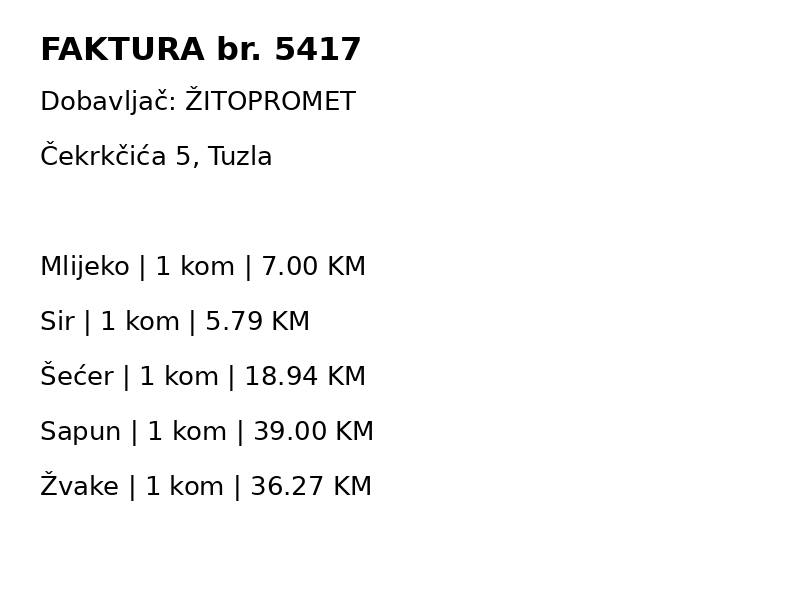 FAKTURA br. 5417
Dobavljač: ŽITOPROMET
Čekrkčića 5, Tuzla
Mlijeko | 1 kom | 7.00 KM
Sir | 1 kom | 5.79 KM
Šećer | 1 kom | 18.94 KM
Sapun | 1 kom | 39.00 KM
Žvake | 1 kom | 36.27 KM